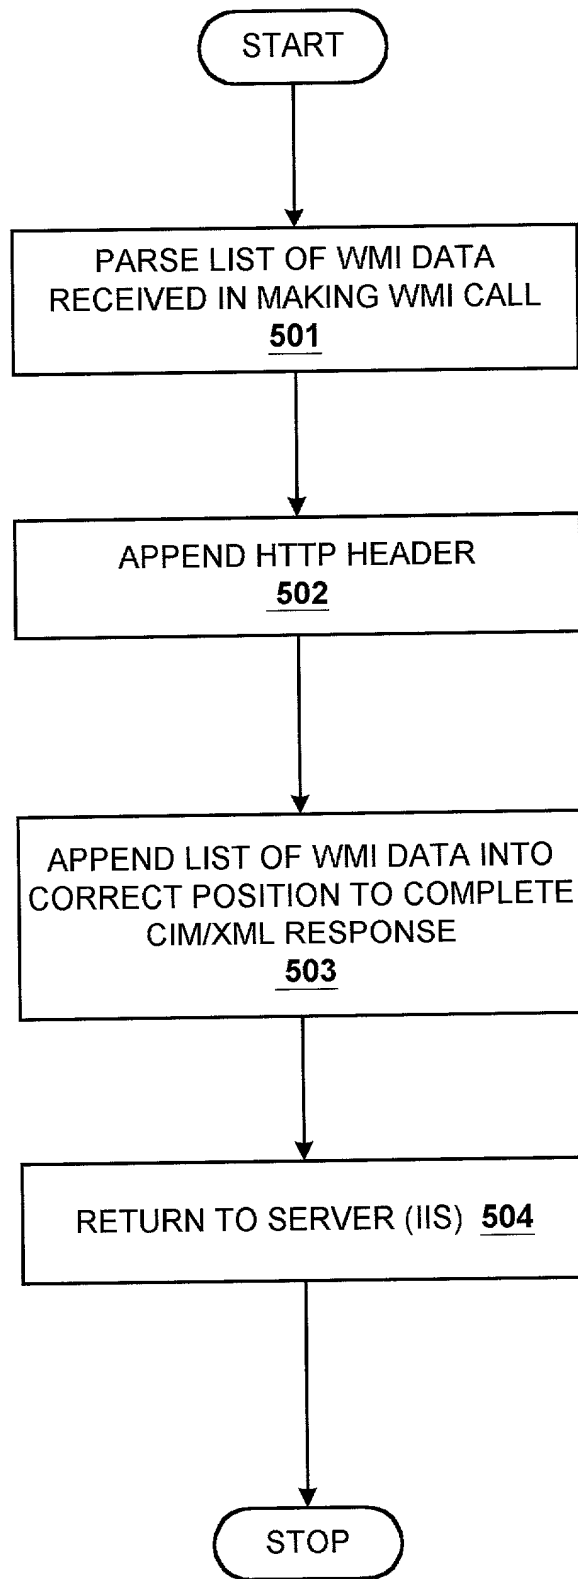 START
PARSE LIST OF WMI DATA
RECEIVED IN MAKING WMI CALL
501
APPEND HTTP HEADER
502
APPEND LIST OF WMI DATA INTO
CORRECT POSITION TO COMPLETE
CIM/XML RESPONSE
503
RETURN TO SERVER (IIS) 504
STOP